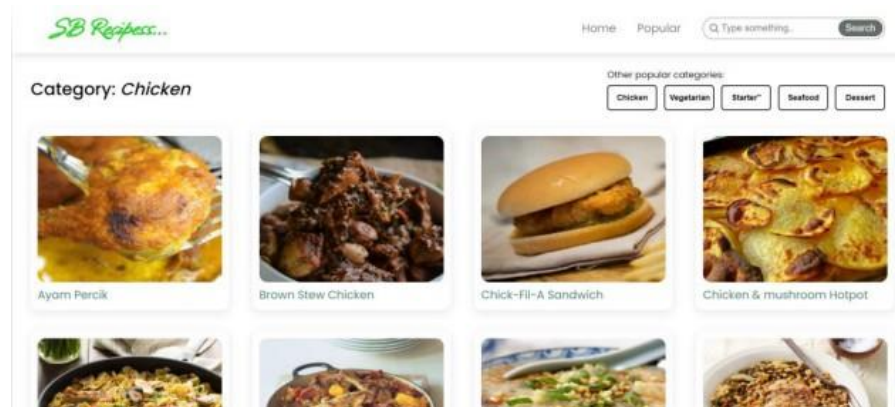 SB Recipess...
Home Popular Type something.. Search
Other popular categories:
Category: Chicken
Chicken Vegetarian Starter" Seafood Dessert
Ayam Percik Brown Stew Chicken Chick-Fil-A Sandwich Chicken & mushroom Hotpot